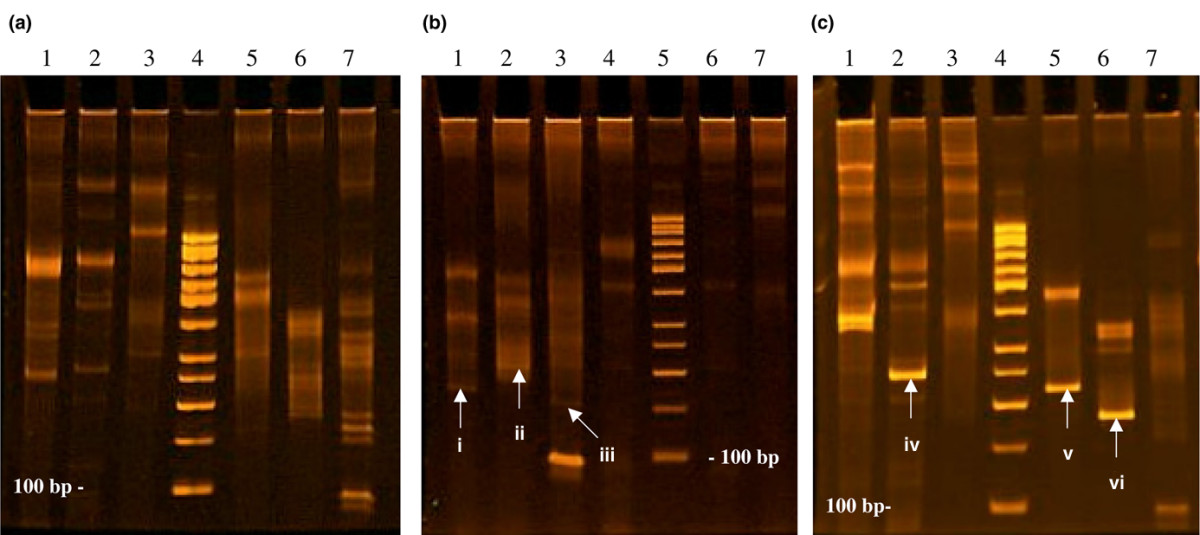 (a)
1 2 3 4 5 6 7
100 bp -
(b)
1 2 3 4 5 6 7
i
ii
iii
- 100 bp
(c)
1 2 3 4 5 6 7
iv
v
vi
100 bp-